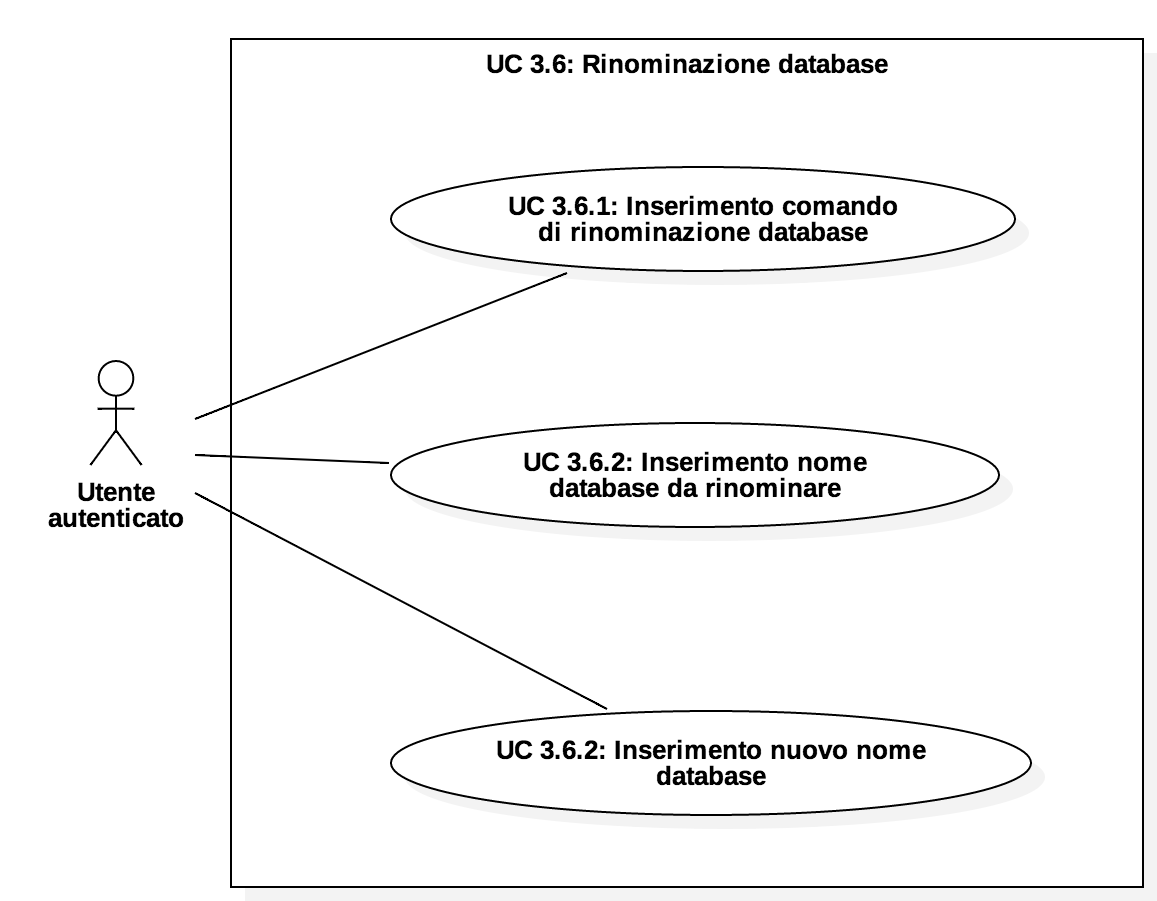 UC 3.6: Rinominazione database
UC 3.6.1: Inserimento comando
di rinominazione database
UC 3.6.2: Inserimento nome
database da rinominare
Utente
autenticato
UC 3.6.2: Inserimento nuovo nome
database